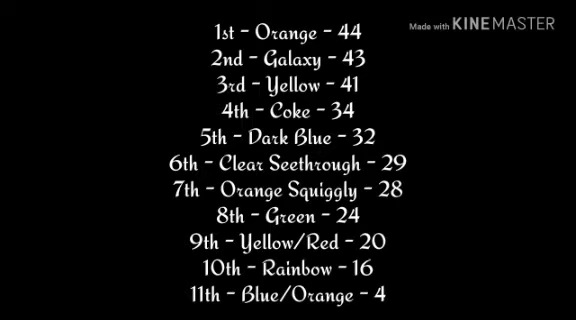 1st - Orange - 44
Made with KINEMASTER
2nd - Galaxy - 43
3rd - Yellow - 41
4th - Coke - 34
5th - Dark Blue - 32
6th - Clear Seethrough - 29
7th - Orange Squiggly - 28
8th - Green - 24
9th - Yellow/Red - 20
10th - Rainbow - 16
11th - Blue/Orange - 4